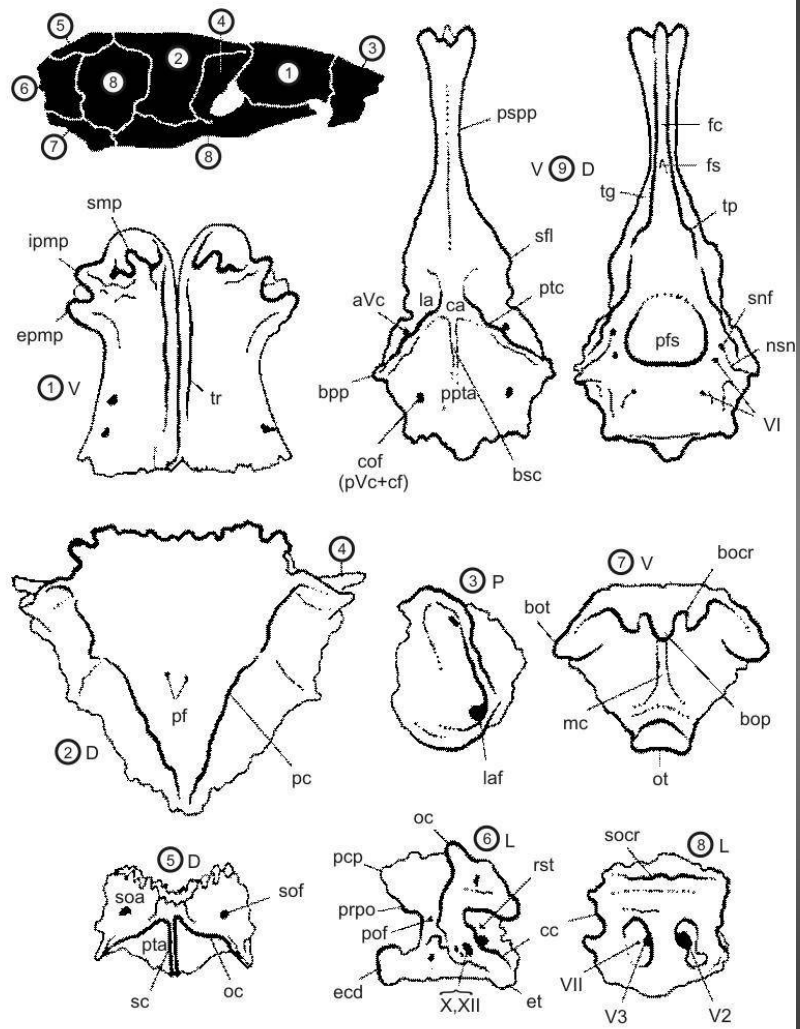 5
4
2
3
6
8
1
7
8
pspp
fc
V 9 D
fs
tg
tp
smp
ipmp
sfl
epmp
aVc
la
ca
ptc
snf
pfs
nsn
1 V
tr
bpp
ppta
VI
cof
(pVc+cf)
bsc
4
3 P
7 V
bocr
bot
pf
mc
bop
2 D
pc
laf
ot
5 D
oc
6 L
socr
8 L
pcp
rst
soa
sof
prpo
pof
cc
pta
ecd
VII
sc
oc
X,XII
et
V3
V2